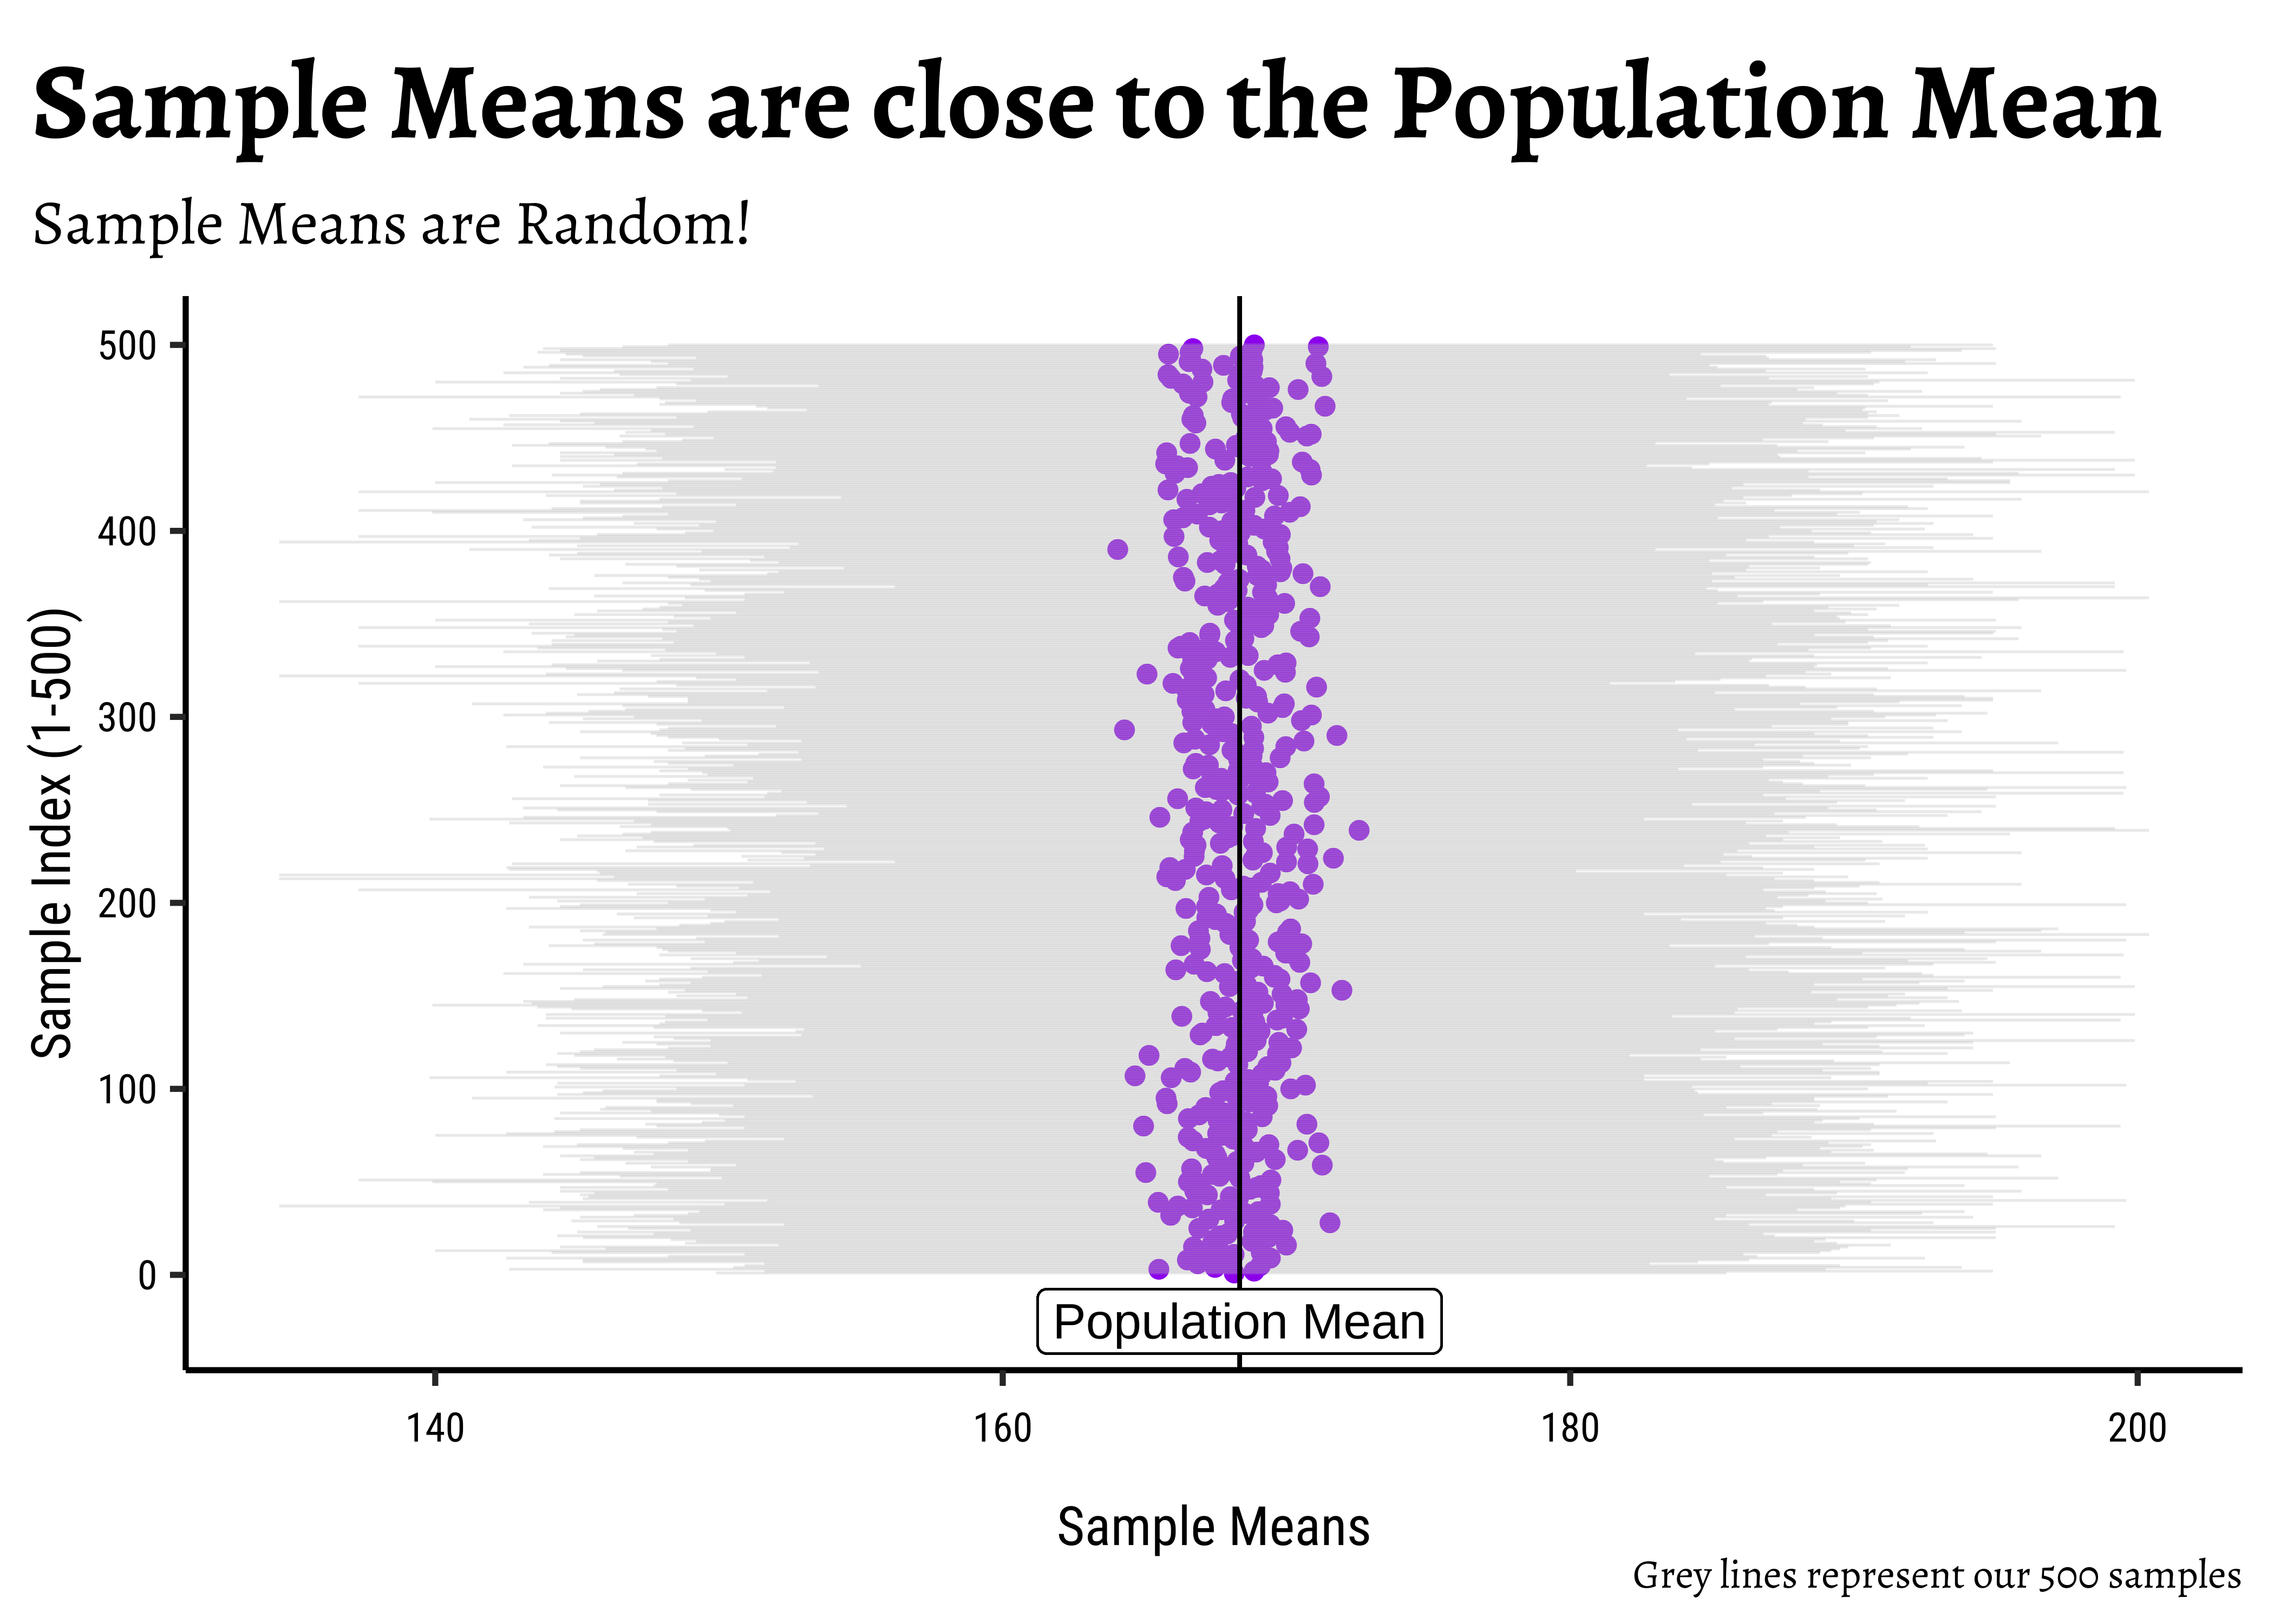 Sample Means are close to the Population Mean
Sample Means are Random!
Sample Index (1-500)
500
400
300
200
100
0
Population Mean
140 160 180 200
Sample Means
Grey lines represent our 500 samples